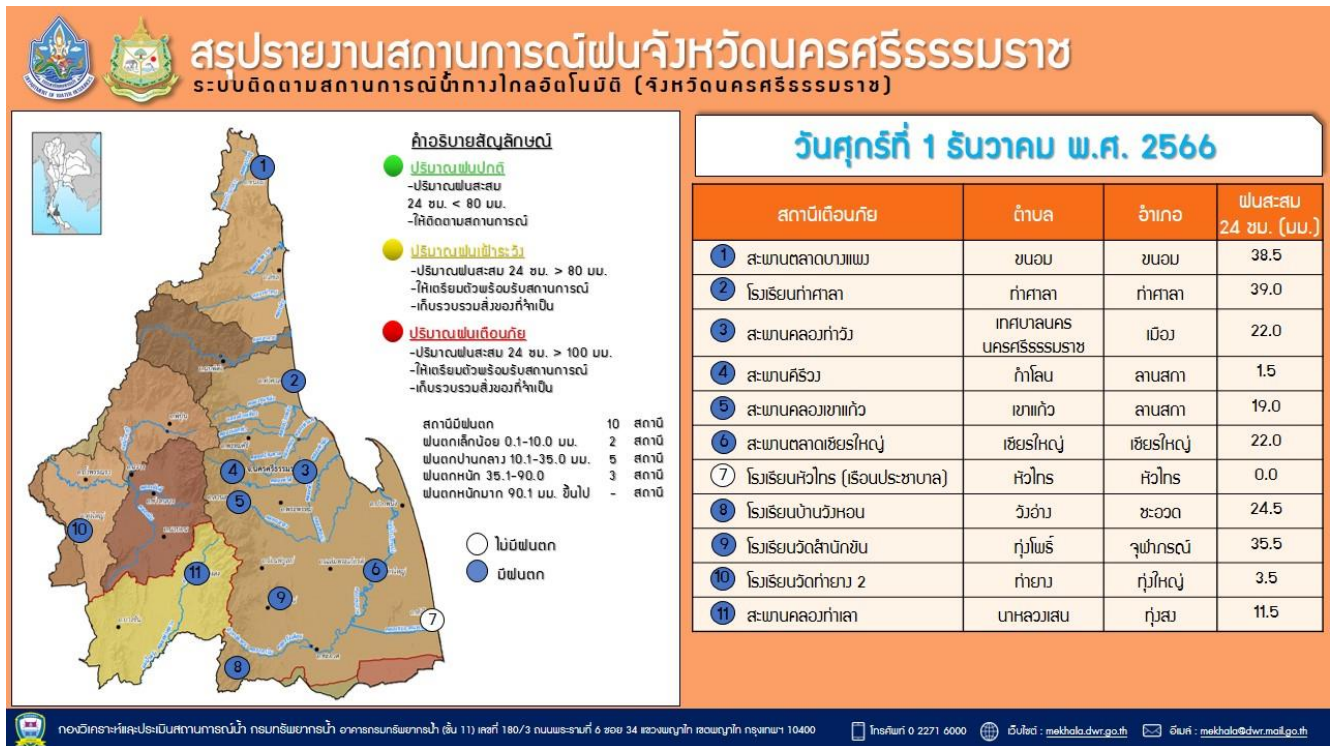 สรุปรายงานสถานการณ์ฝนจังหวัดนครศรีธรรมราช
ระบบติดตามสถานการณ์น้ำทางไกลอัตโนมัติ (จังหวัดนครศรีธรรมราช)
คำอธิบายสัญลักษณ์
ปริมาณฝนปกติ
-ปริมาณฝนสะสม
24 ชม. < 80 มม.
-ให้ติดตามสถานการณ์
ปริมาณฝนเฝ้าระวัง
-ปริมาณฝนสะสม 24 ชม. > 80 มม.
-ให้เตรียมตัวพร้อมรับสถานการณ์
-เก็บรวบรวมสิ่งของที่จำเป็น
ปริมาณฝนเตือนภัย
-ปริมาณฝนสะสม 24 ชม. > 100 มม.
-ให้เตรียมตัวพร้อมรับสถานการณ์
-เก็บรวบรวมสิ่งของที่จำเป็น
สถานีมีฝนตก 10 สถานี
ฝนตกเล็กน้อย 0.1-10.0 มม. 2 สถานี
ฝนตกปานกลาง 10.1-35.0 มม. 5 สถานี
ฝนตกหนัก 35.1-90.0 3 สถานี
ฝนตกหนักมาก 90.1 มม. ขึ้นไป - สถานี
ไม่มีฝนตก
มีฝนตก
1
2
4
3
5
10
11
6
9
7
8
วันศุกร์ที่ 1 ธันวาคม พ.ศ. 2566
สถานีเตือนภัย ตำบล อำเภอ ฝนสะสม
24 ชม. (มม.)
1 สะพานตลาดบางแพง ขนอม ขนอม 38.5
2 โรงเรียนท่าศาลา ท่าศาลา ท่าศาลา 39.0
3 สะพานคลองท่าวัง เทศบาลนคร
นครศรีธรรมราช เมือง 22.0
4 สะพานคีรีวง กำโลน ลานสกา 1.5
5 สะพานคลองเขาแก้ว เขาแก้ว ลานสกา 19.0
6 สะพานตลาดเชียรใหญ่ เชียรใหญ่ เชียรใหญ่ 22.0
7 โรงเรียนหัวไทร (เรือนประชาบาล) หัวไทร หัวไทร 0.0
8 โรงเรียนบ้านวังหอน วังอ่าง ชะอวด 24.5
9 โรงเรียนวัดสำนักขัน ทุ่งโพธิ์ จุฬาภรณ์ 35.5
10 โรงเรียนวัดท่ายาง 2 ท่ายาง ทุ่งใหญ่ 3.5
11 สะพานคลองท่าเลา นาหลวงเสน ทุ่งสง 11.5
กองวิเคราะห์และประเมินสถานการณ์น้ำ กรมทรัพยากรน้ำ อาคารกรมทรัพยากรน้ำ (ชั้น 11) เลขที่ 180/3 ถนนพระรามที่ 6 ซอย 34 แขวงพญาไท เขตพญาไท กรุงเทพฯ 10400 โทรศัพท์ 0 2271 6000 เว็บไซต์ : mekhala.dwr.go.th อีเมล์ : mekhala@dwr.mail.go.th